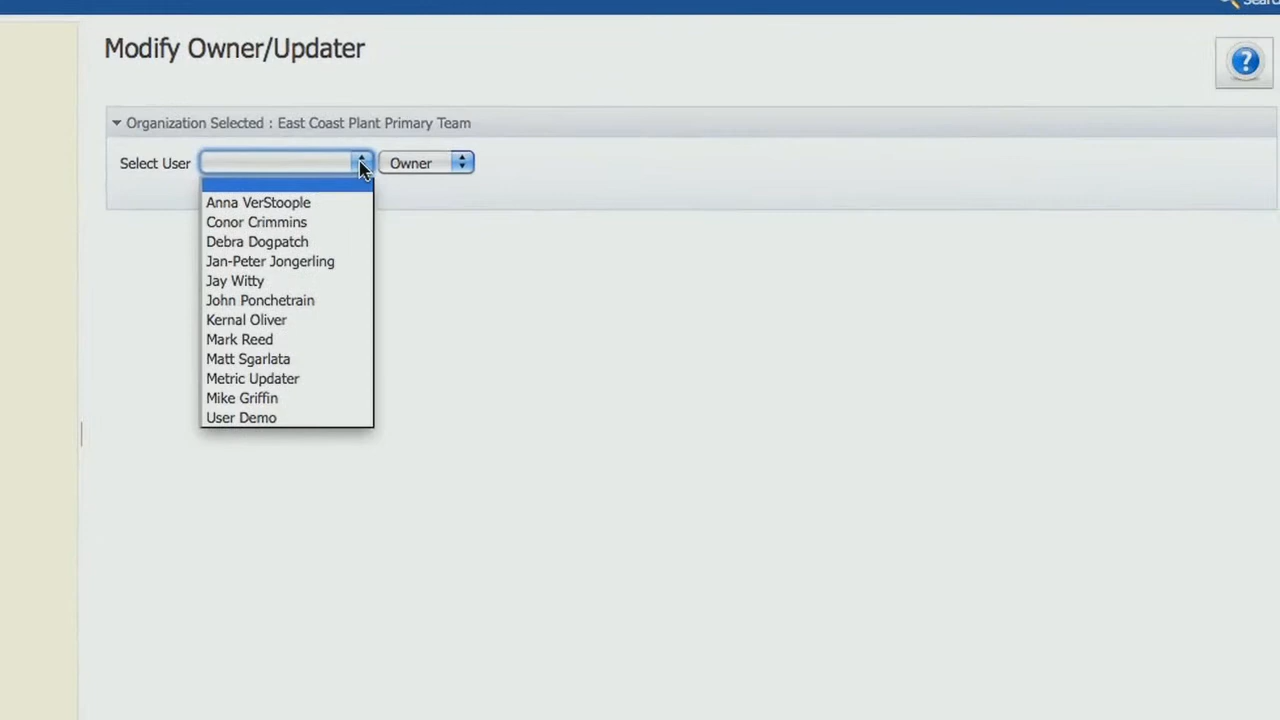 Modify Owner/Updater
?
Organization Selected : East Coast Plant Primary Team
Select User Owner
Anna VerStoople
Conor Crimmins
Debra Dogpatch
Jan-Peter Jongerling
Jay Witty
John Ponchetrain
Kernal Oliver
Mark Reed
Matt Sgarlata
Metric Updater
Mike Griffin
User Demo